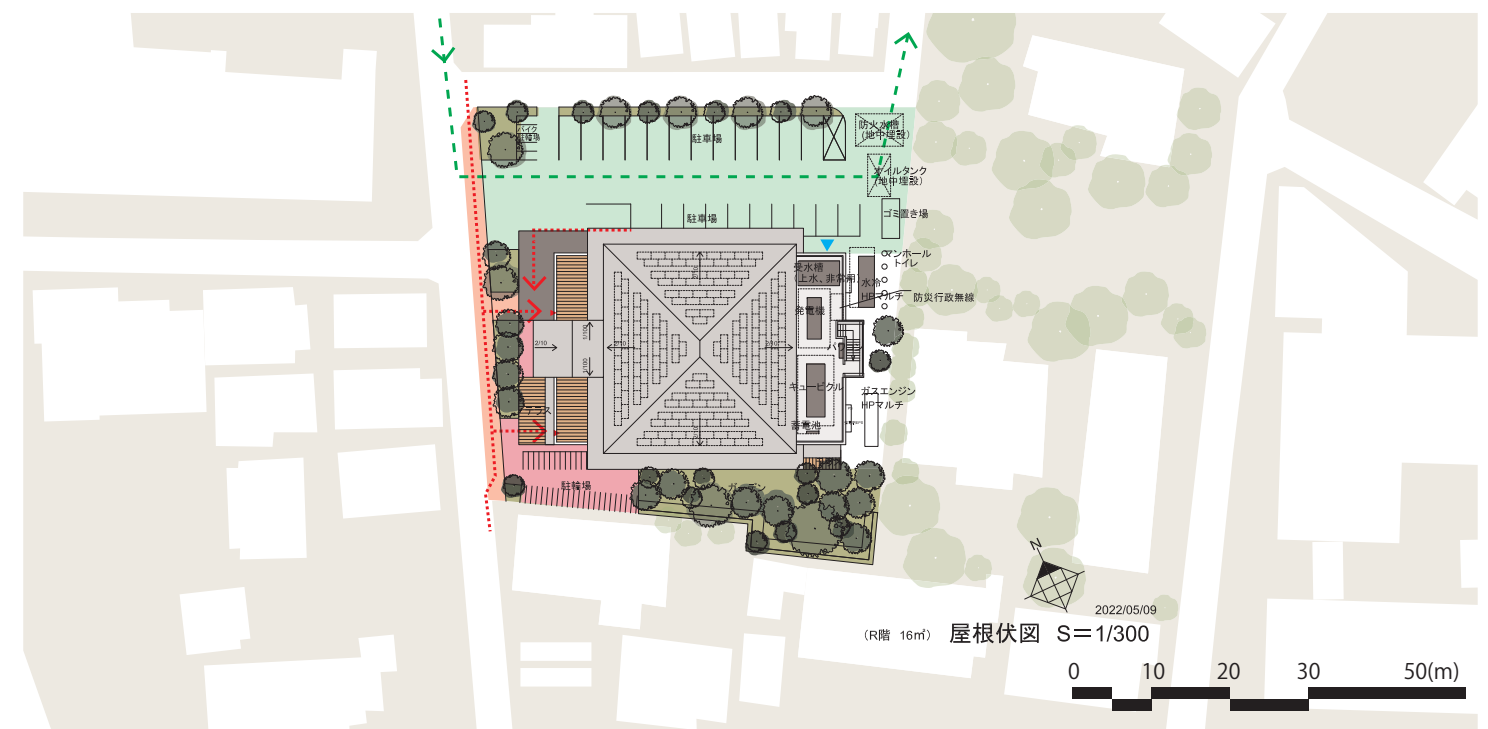 バイク
駐輪場
駐車場
防火水槽
(地中埋設)
オイルタンク
(地中埋設)
ゴミ置き場
駐車場
マンホール
トイレ
受水槽
(上水、非常用)
水冷
HPマルチ
防災行政無線
発電機
2/10
1/100
1/100
2/10
2/10
2/10
2/10
キュービクル
ガスエンジン
HPマルチ
テラス
蓄電池
駐輪場
N
2022/05/09
(R階 16㎡) 屋根伏図 S=1/300
0 10 20 30 50(m)